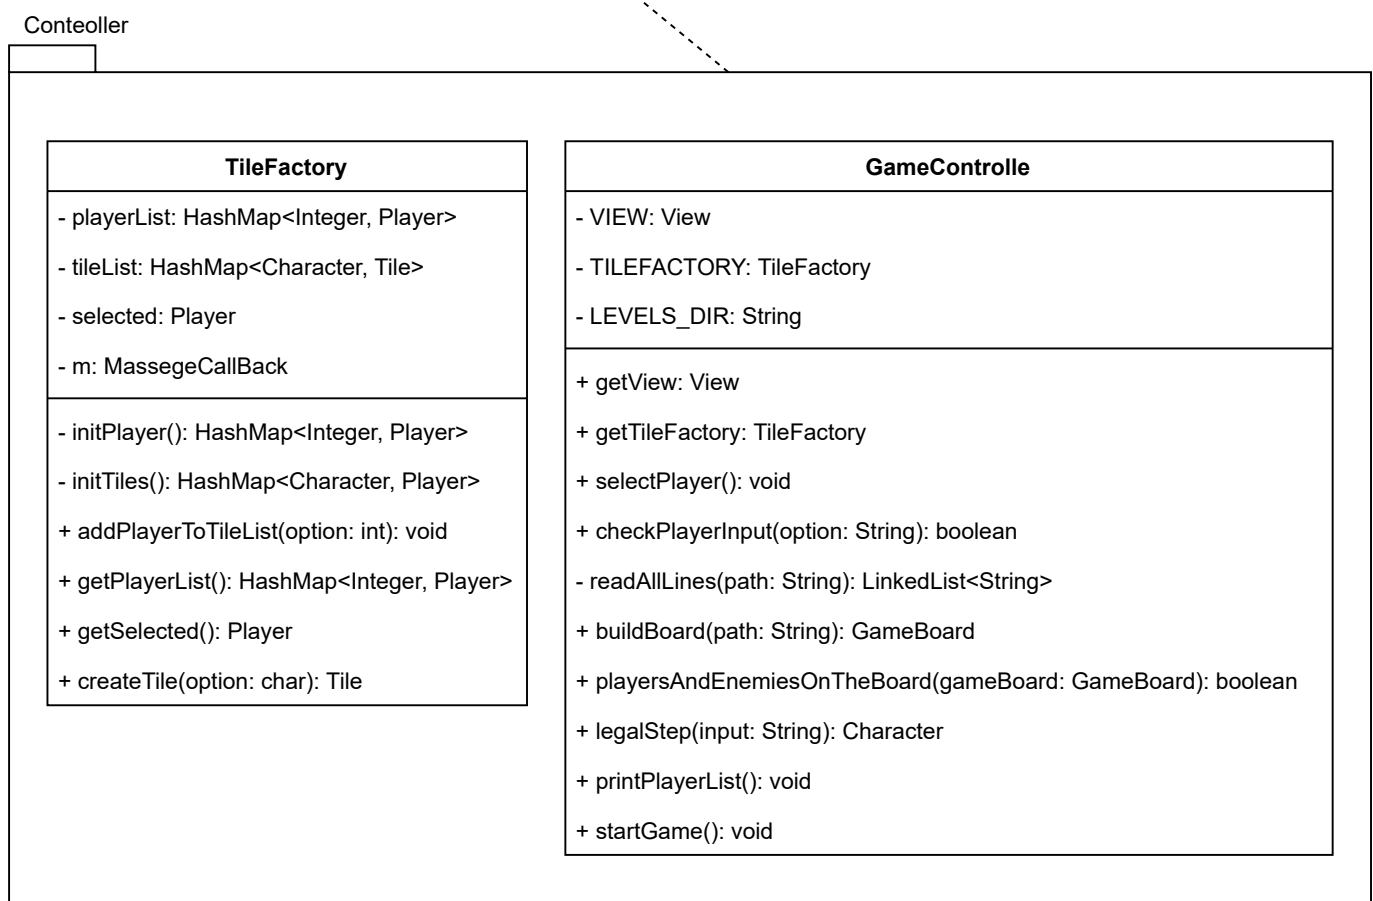 Conteoller
TileFactory
- playerList: HashMap<Integer, Player>
- tileList: HashMap<Character, Tile>
- selected: Player
- m: MassegeCallBack
- initPlayer(): HashMap<Integer, Player>
- initTiles(): HashMap<Character, Player>
+ addPlayerToTileList(option: int): void
+ getPlayerList(): HashMap<Integer, Player>
+ getSelected(): Player
+ createTile(option: char): Tile
GameControlle
- VIEW: View
- TILEFACTORY: TileFactory
- LEVELS_DIR: String
+ getView: View
+ getTileFactory: TileFactory
+ selectPlayer(): void
+ checkPlayerInput(option: String): boolean
- readAllLines(path: String): LinkedList<String>
+ buildBoard(path: String): GameBoard
+ playersAndEnemiesOnTheBoard(gameBoard: GameBoard): boolean
+ legalStep(input: String): Character
+ printPlayerList(): void
+ startGame(): void